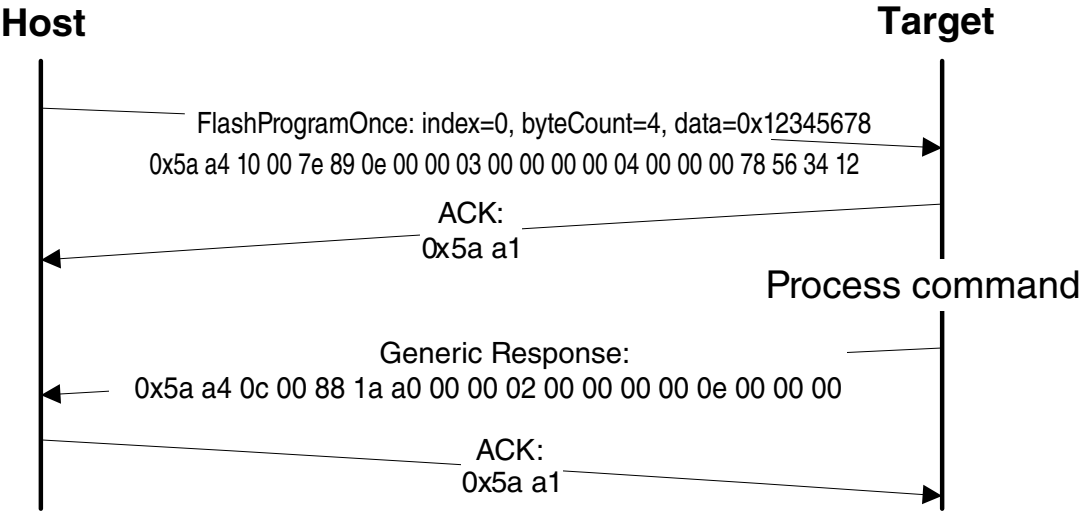 Host
Target
FlashProgramOnce: index=0, byteCount=4, data=0x12345678
0x5a a4 10 00 7e 89 0e 00 00 03 00 00 00 00 04 00 00 00 78 56 34 12
ACK:
0x5a a1
Process command
Generic Response:
0x5a a4 0c 00 88 1a a0 00 00 02 00 00 00 00 0e 00 00 00
ACK:
0x5a a1